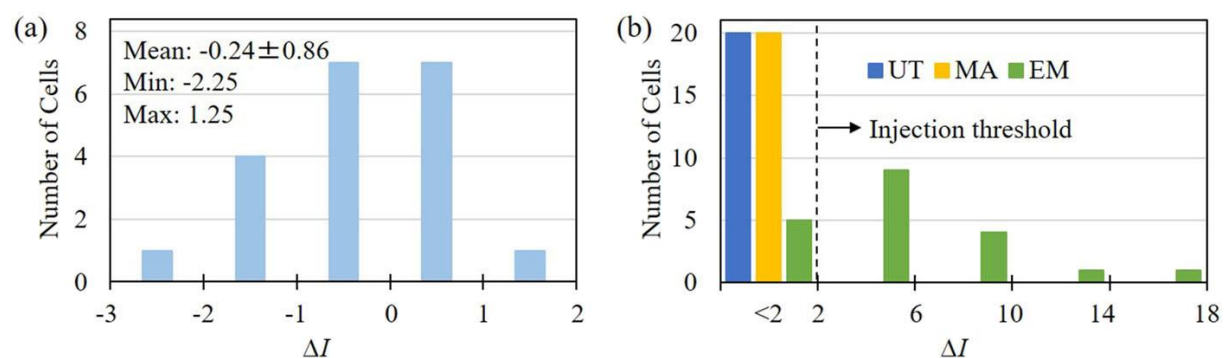 (a)
Number of Cells
8
6
4
2
0
Mean: -0.24±0.86
Min: -2.25
Max: 1.25
-3 -2 -1 0 1 2
ΔI
(b)
Number of Cells
20
15
10
5
0
UT MA EM
Injection threshold
<2 2 6 10 14 18
ΔI